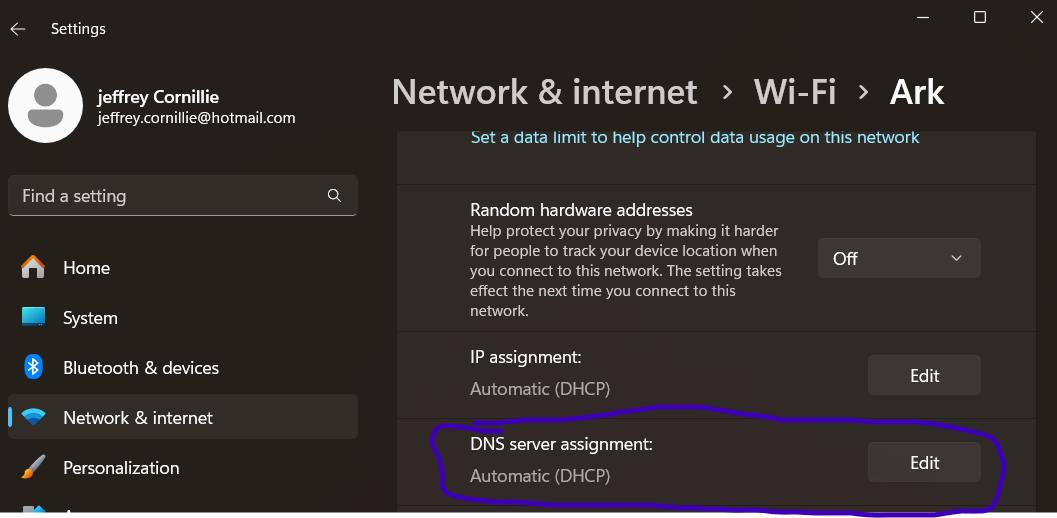 Settings
jeffrey Cornillie
jeffrey.cornillie@hotmail.com
Find a setting
Home
System
Bluetooth & devices
Network & internet
Personalization
Network & internet › Wi-Fi › Ark
Set a data limit to help control data usage on this network
Random hardware addresses
Help protect your privacy by making it harder
for people to track your device location when
you connect to this network. The setting takes
effect the next time you connect to this
network.
Off
IP assignment:
Automatic (DHCP)
Edit
DNS server assignment:
Automatic (DHCP)
Edit